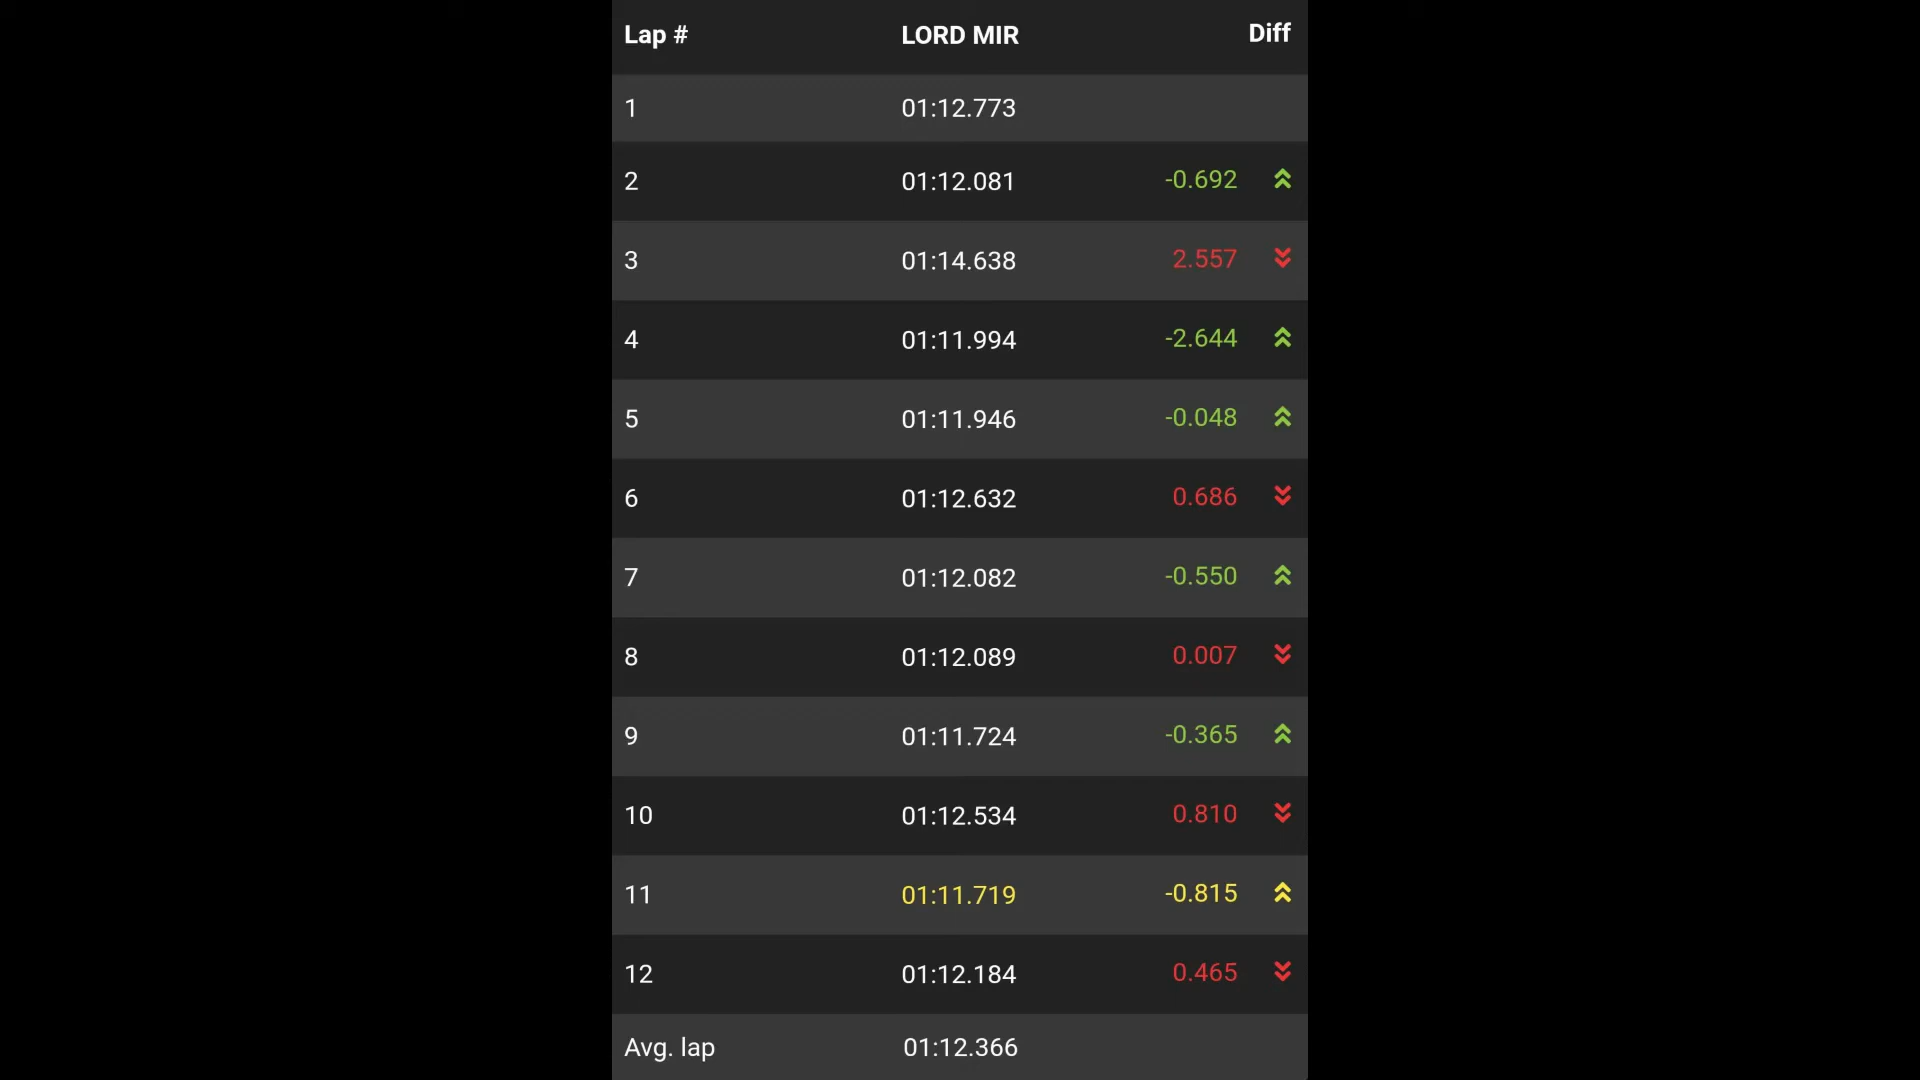 Lap # LORD MIR Diff
1 01:12.773
2 01:12.081 -0.692
3 01:14.638 2.557
4 01:11.994 -2.644
5 01:11.946 -0.048
6 01:12.632 0.686
7 01:12.082 -0.550
8 01:12.089 0.007
9 01:11.724 -0.365
10 01:12.534 0.810
11 01:11.719 -0.815
12 01:12.184 0.465
Avg. lap 01:12.366